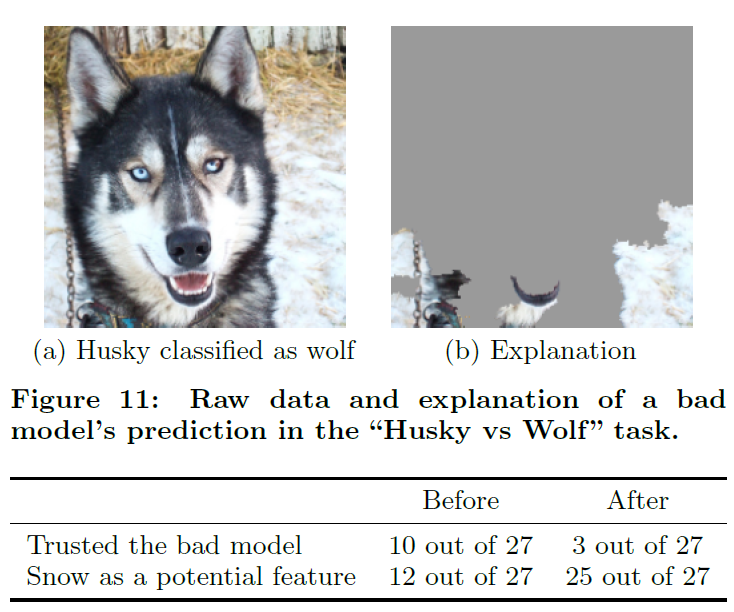 (a) Husky classified as wolf
(b) Explanation
Figure 11: Raw data and explanation of a bad
model's prediction in the “Husky vs Wolf” task.
Before After
Trusted the bad model 10 out of 27 3 out of 27
Snow as a potential feature 12 out of 27 25 out of 27